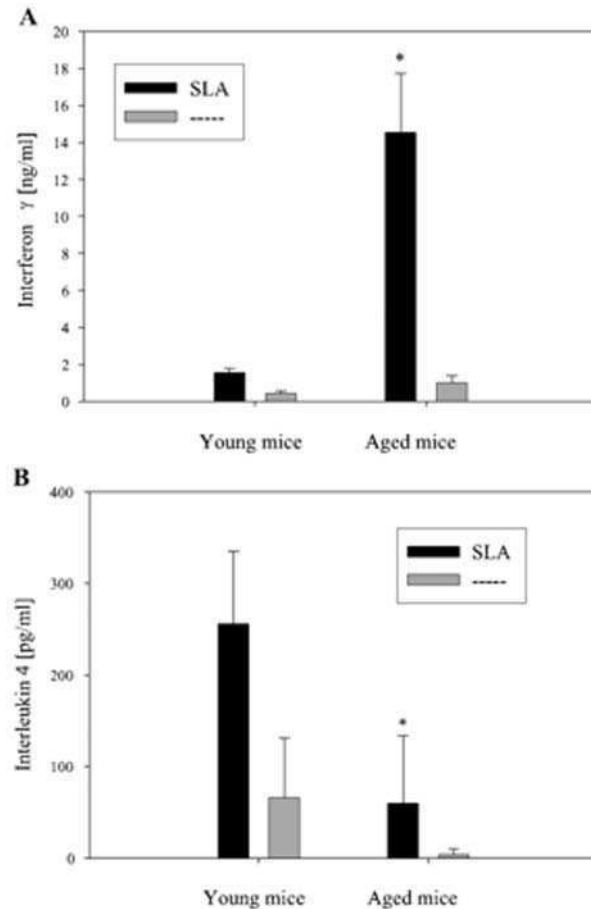 A
20
18
16
14
12
10
8
6
4
2
0
Interferon γ [ng/ml]
SLA
-----
*
Young mice
Aged mice
B
400
300
200
100
0
Interleukin 4 [pg/ml]
SLA
-----
*
Young mice
Aged mice